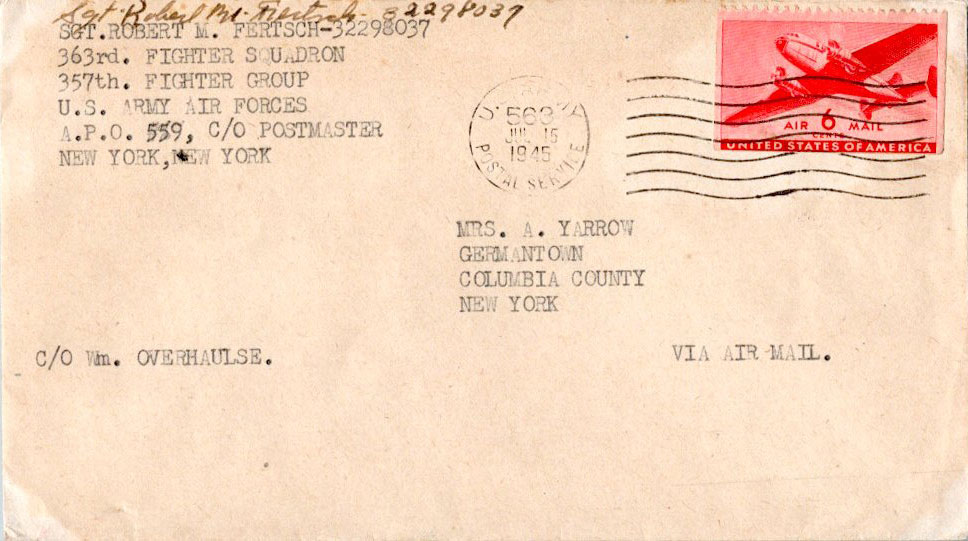 Sgt Robert M. Fertsch - 32298037
SGT.ROBERT M. FERTSCH-32298037
363rd. FIGHTER SQUADRON
357th. FIGHTER GROUP
U.S. ARMY AIR FORCES
A.P.O. 559, C/O POSTMASTER
NEW YORK,NEW YORK
U. S. ARMY
563
JUL 15
1945
POSTAL SERVICE
AIR 6 MAIL
CENTS
UNITED STATES OF AMERICA
MRS. A. YARROW
GERMANTOWN
COLUMBIA COUNTY
NEW YORK
C/O Wm. OVERHAULSE.
VIA AIR MAIL.